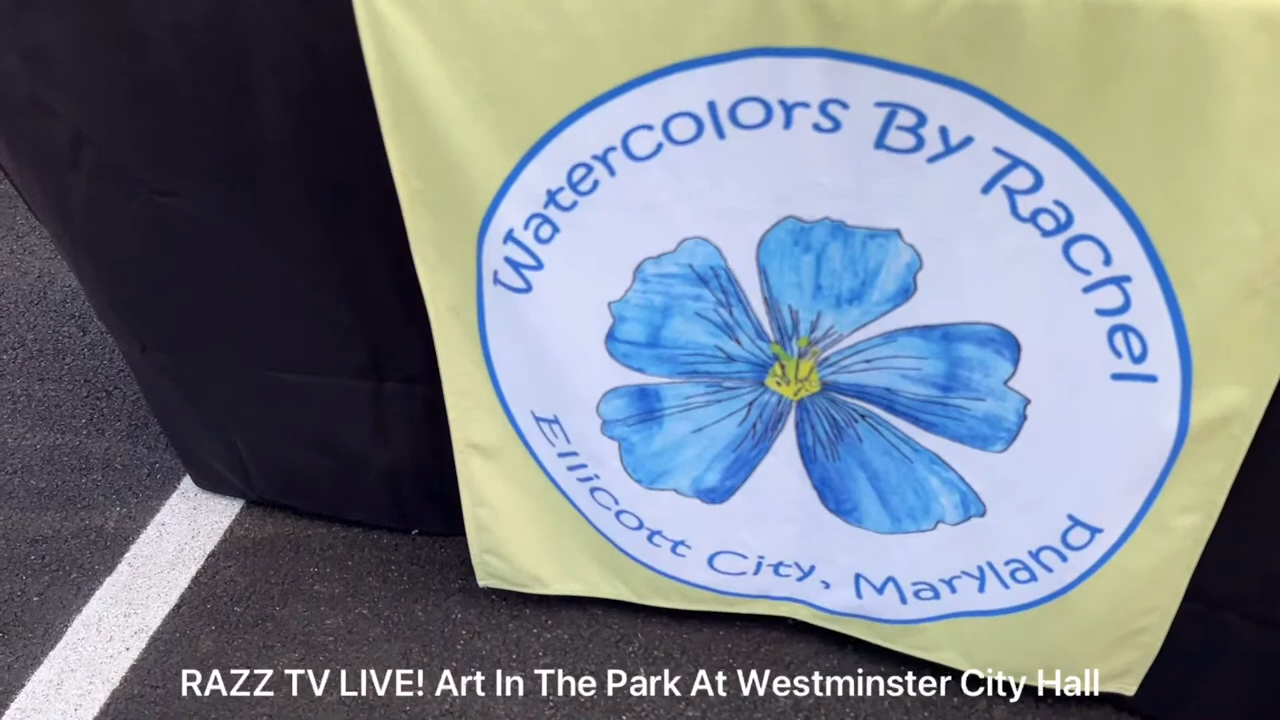 Watercolors By Rachel
Ellicott City, Maryland
RAZZ TV LIVE! Art In The Park At Westminster City Hall